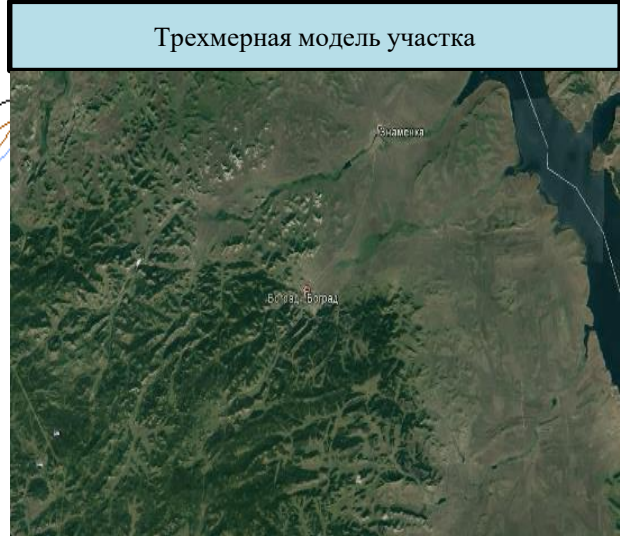 Трехмерная модель участка
Знаменка
Боград Боград